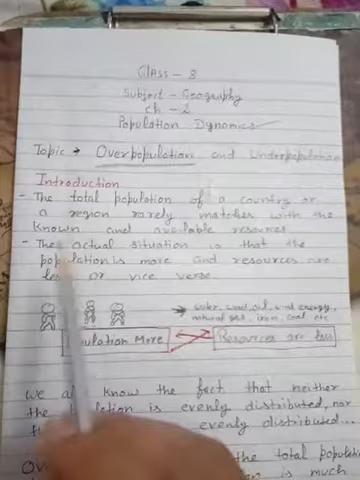 Class - 8
Subject - Geography
Ch - 2
Population Dynamics
Topic → Overpopulation and Underpopulation
Introduction
- The total population of a country or
a region rarely matches with the
known and available resources
- The actual situation is that the
population is more and resources are
less or vice versa.
→ water, wood, oil, wind energy,
natural gas, iron, coal etc
Population More
Resources are less
We all know the fact that neither
the population is evenly distributed, nor
evenly distributed...
the total population
is much